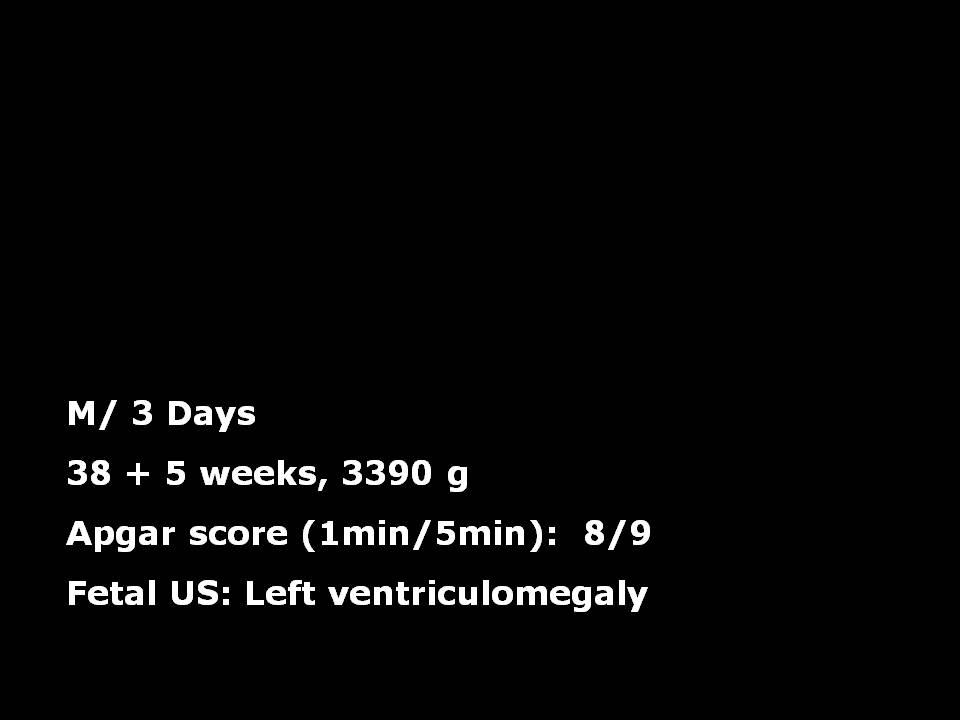 M/ 3 Days
38 + 5 weeks, 3390 g
Apgar score (1min/5min):  8/9
Fetal US: Left ventriculomegaly